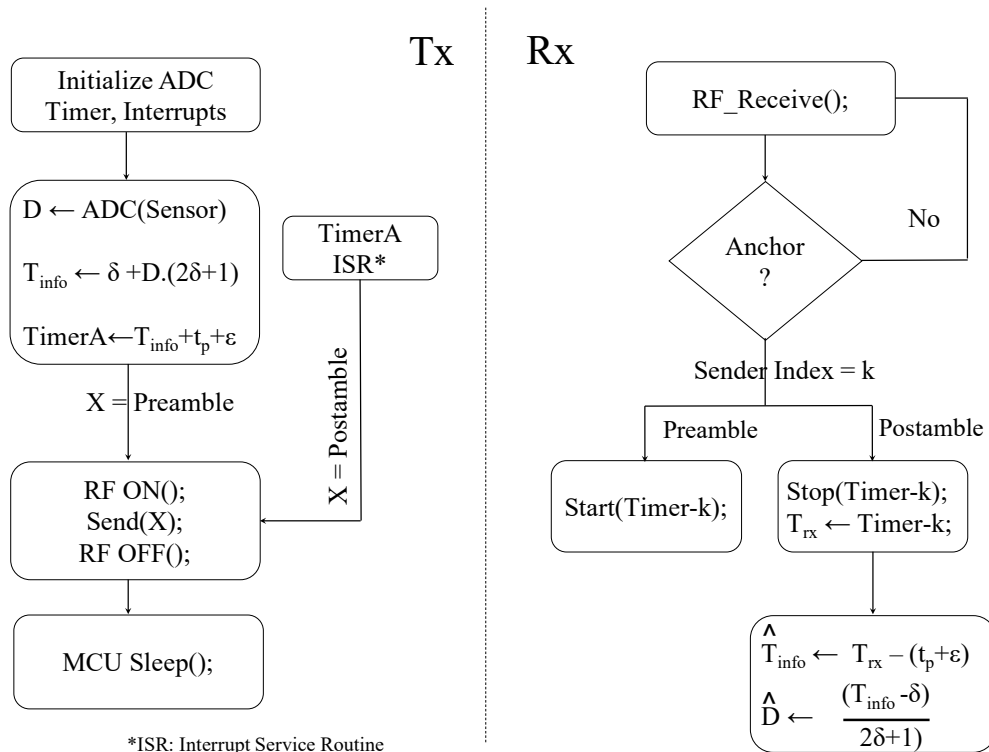 Tx
Initialize ADC
Timer, Interrupts
D ← ADC(Sensor)
T_info ← δ +D.(2δ+1)
TimerA←T_info+t_p+ε
TimerA
ISR*
X = Preamble
X = Postamble
RF ON();
Send(X);
RF OFF();
MCU Sleep();
*ISR: Interrupt Service Routine
Rx
RF_Receive();
Anchor
?
No
Sender Index = k
Preamble
Postamble
Start(Timer-k);
Stop(Timer-k);
T_rx ← Timer-k;
T̂_info ← T_rx – (t_p+ε)
D̂ ← (T_info -δ)
2δ+1)